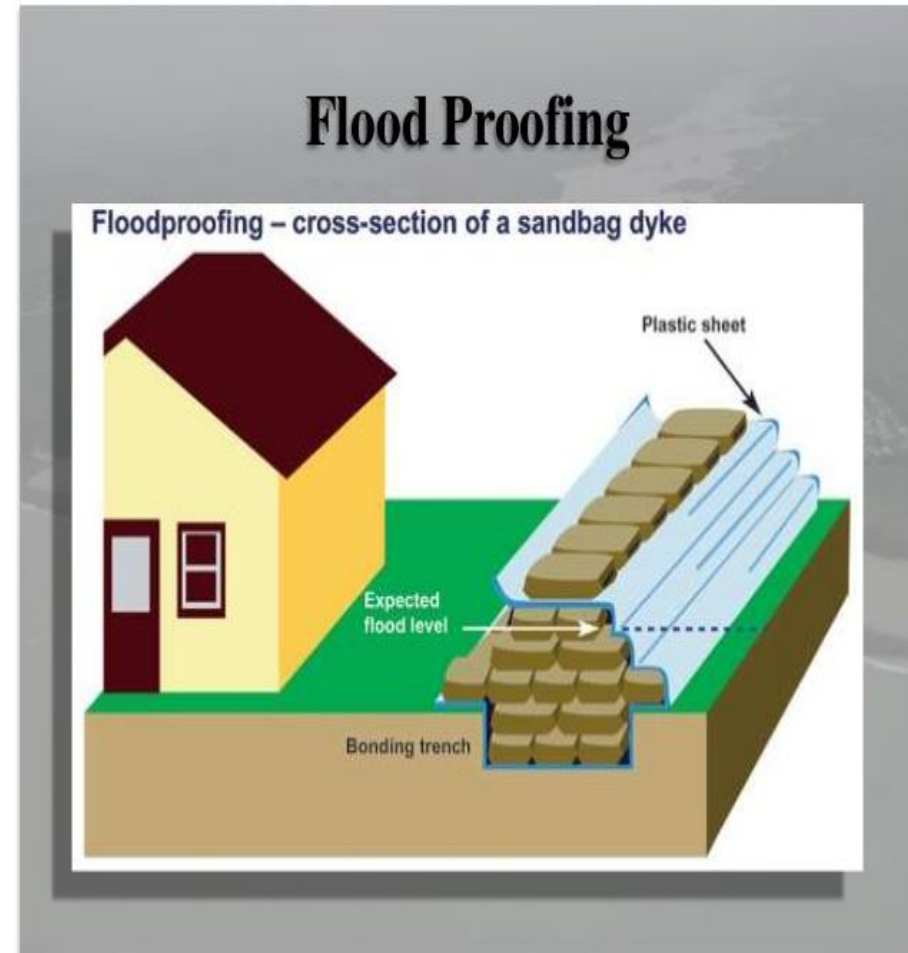 Flood Proofing
Floodproofing – cross-section of a sandbag dyke
Plastic sheet
Expected
flood level
Bonding trench